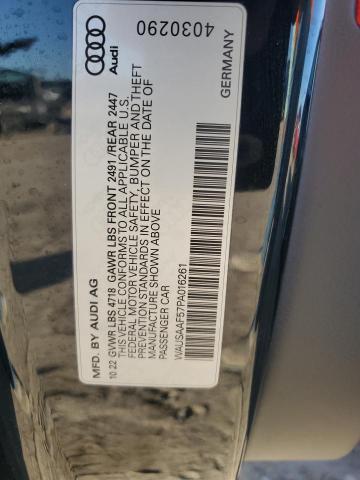 Audi
4030290
GERMANY
MFD. BY AUDI AG
10.22 GVWR LBS 4718 GAWR LBS FRONT 2491 /REAR 2447
THIS VEHICLE CONFORMS TO ALL APPLICABLE U.S.
FEDERAL MOTOR VEHICLE SAFETY, BUMPER AND THEFT
PREVENTION STANDARDS IN EFFECT ON THE DATE OF
MANUFACTURE SHOWN ABOVE
PASSENGER CAR
WAUSAAF57PA016261